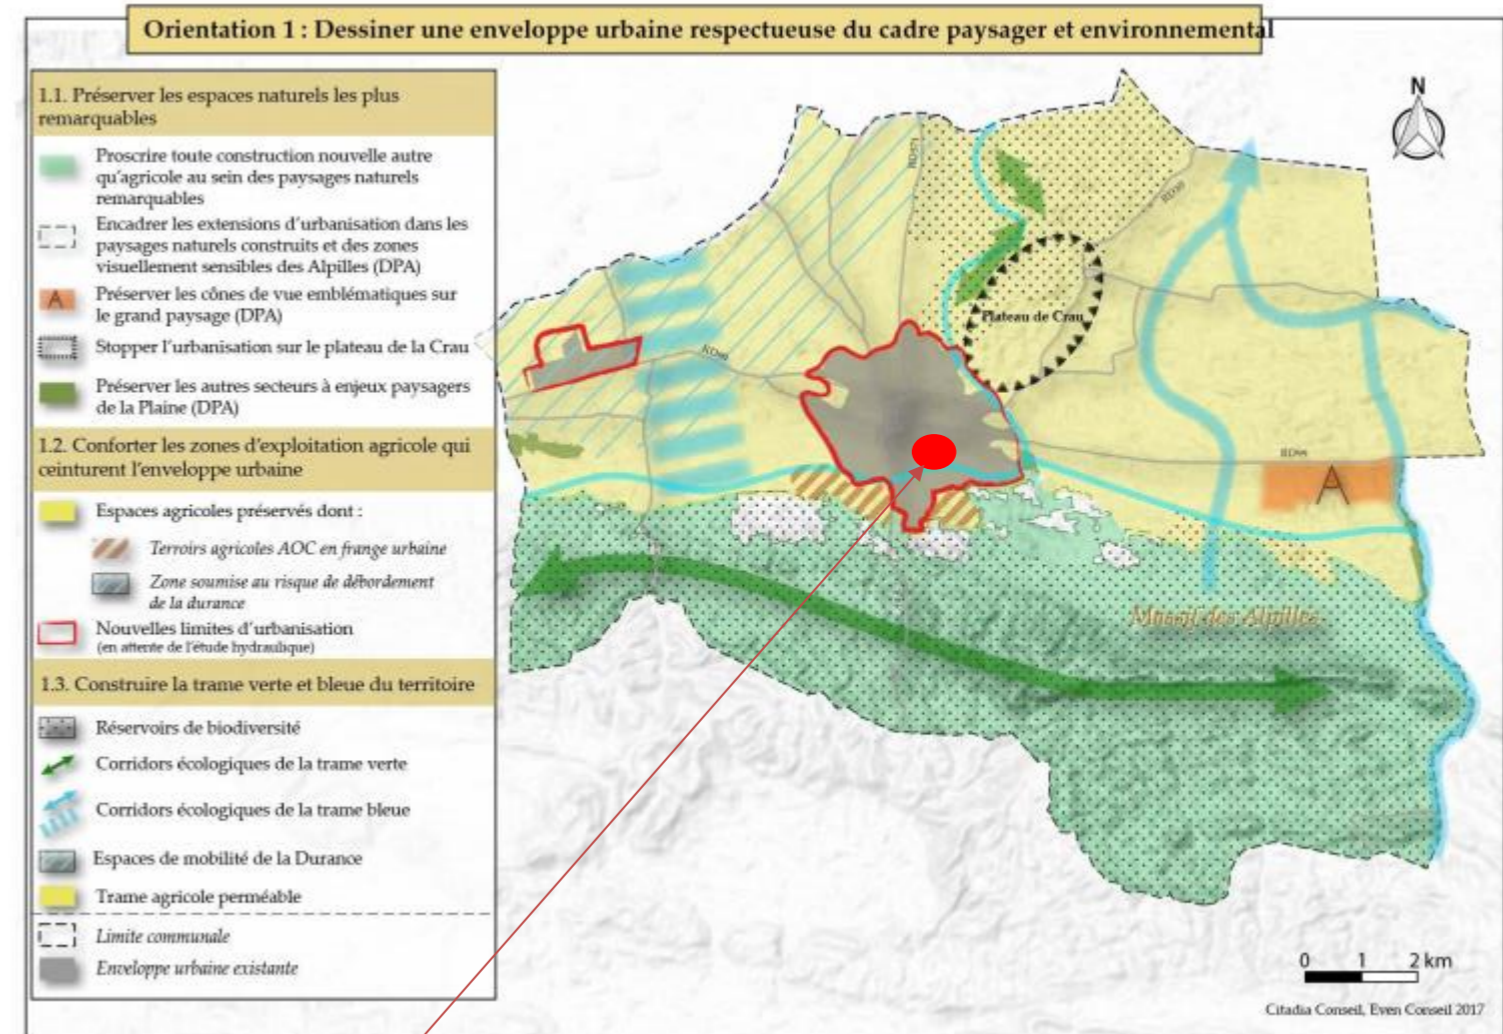 Orientation 1 : Dessiner une enveloppe urbaine respectueuse du cadre paysager et environnemental
1.1. Préserver les espaces naturels les plus
remarquables
Proscrire toute construction nouvelle autre
qu'agricole au sein des paysages naturels
remarquables
Encadrer les extensions d'urbanisation dans les
paysages naturels construits et des zones
visuellement sensibles des Alpilles (DPA)
A
Préserver les cônes de vue emblématiques sur
le grand paysage (DPA)
Stopper l'urbanisation sur le plateau de la Crau
Préserver les autres secteurs à enjeux paysagers
de la Plaine (DPA)
1.2. Conforter les zones d'exploitation agricole qui
ceinturent l'enveloppe urbaine
Espaces agricoles préservés dont :
Terroirs agricoles AOC en frange urbaine
Zone soumise au risque de débordement
de la durance
Nouvelles limites d'urbanisation
(en attente de l'étude hydraulique)
1.3. Construire la trame verte et bleue du territoire
Réservoirs de biodiversité
Corridors écologiques de la trame verte
Corridors écologiques de la trame bleue
Espaces de mobilité de la Durance
Trame agricole perméable
Limite communale
Enveloppe urbaine existante
N
Plateau de Crau
RD99
A
Massif des Alpilles
0 1 2 km
Citadia Conseil, Even Conseil 2017